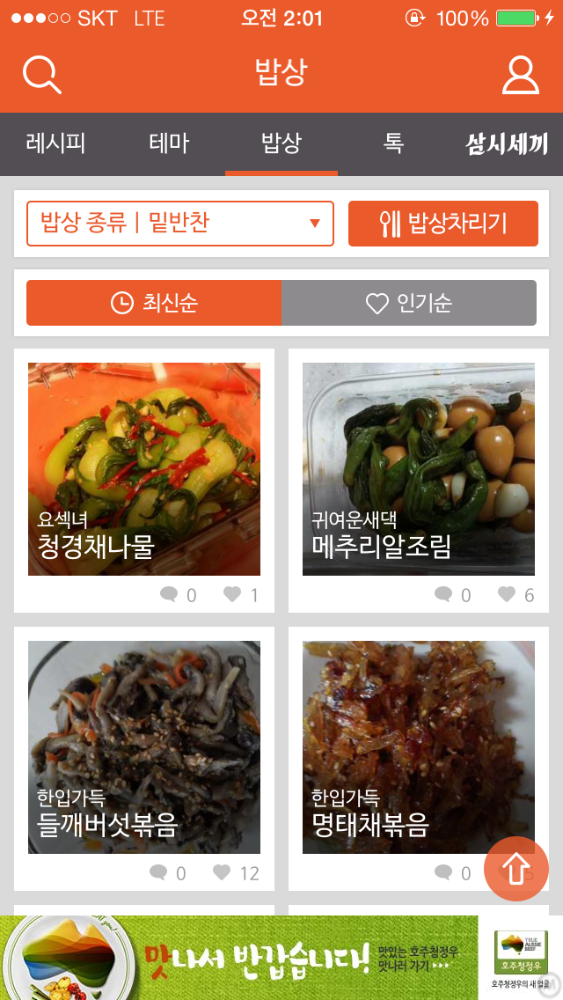 SKT LTE 오전 2:01 100%
밥상
레시피 테마 밥상 톡 삼시세끼
밥상 종류 | 밑반찬 밥상차리기
최신순 인기순
요섹녀
청경채나물
0 1
귀여운새댁
메추리알조림
0 6
한입가득
들깨버섯볶음
0 12
한입가득
명태채볶음
0 5
맛나서 반갑습니다!
맛있는 호주청정우
맛나러 가기
TRUE
AUSSIE
BEEF
호주청정우
호주청정우의 새 얼굴